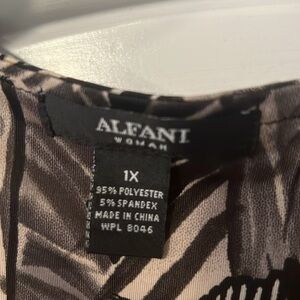 ALFANI
WOMAN
1X
95% POLYESTER
5% SPANDEX
MADE IN CHINA
WPL 8046